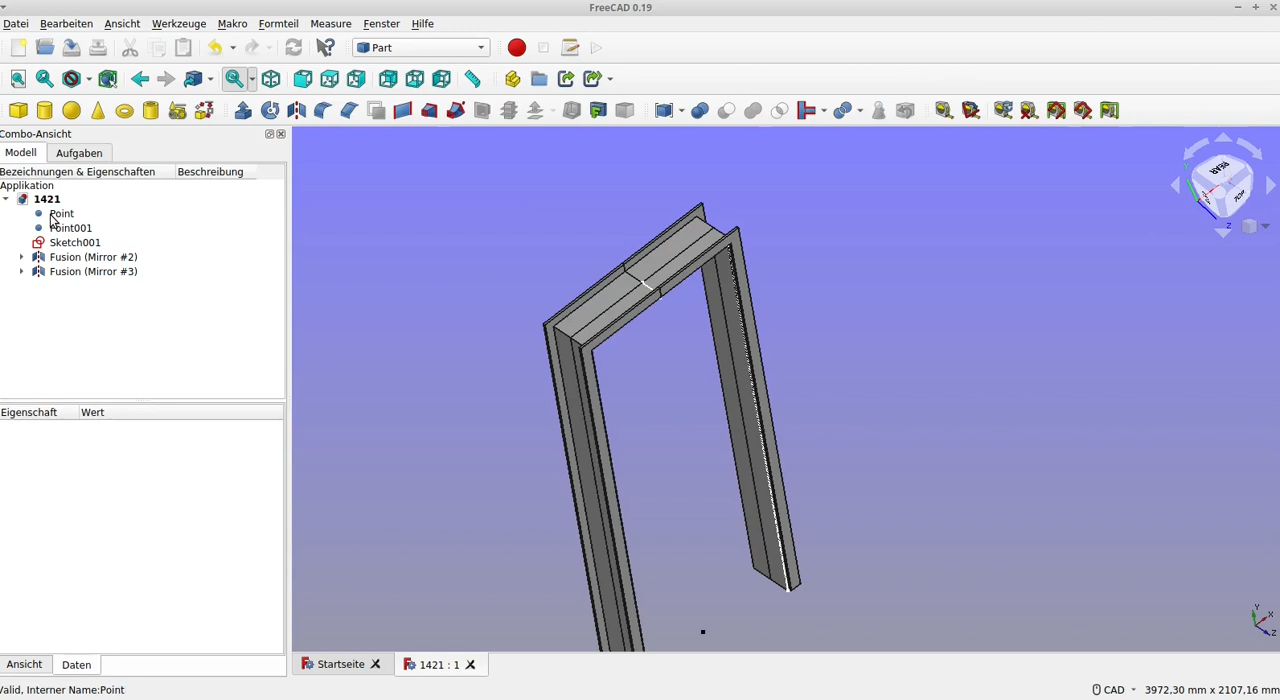 FreeCAD 0.19
Datei Bearbeiten Ansicht Werkzeuge Makro Formteil Measure Fenster Hilfe
Part
Combo-Ansicht
Modell Aufgaben
Bezeichnungen & Eigenschaften Beschreibung
Applikation
1421
Point
Point001
Sketch001
Fusion (Mirror #2)
Fusion (Mirror #3)
REAR
TOP
Z
Eigenschaft Wert
Y
X
Z
Ansicht Daten
Startseite 1421 : 1
Valid, Interner Name:Point
CAD 3972,30 mm x 2107,16 mm